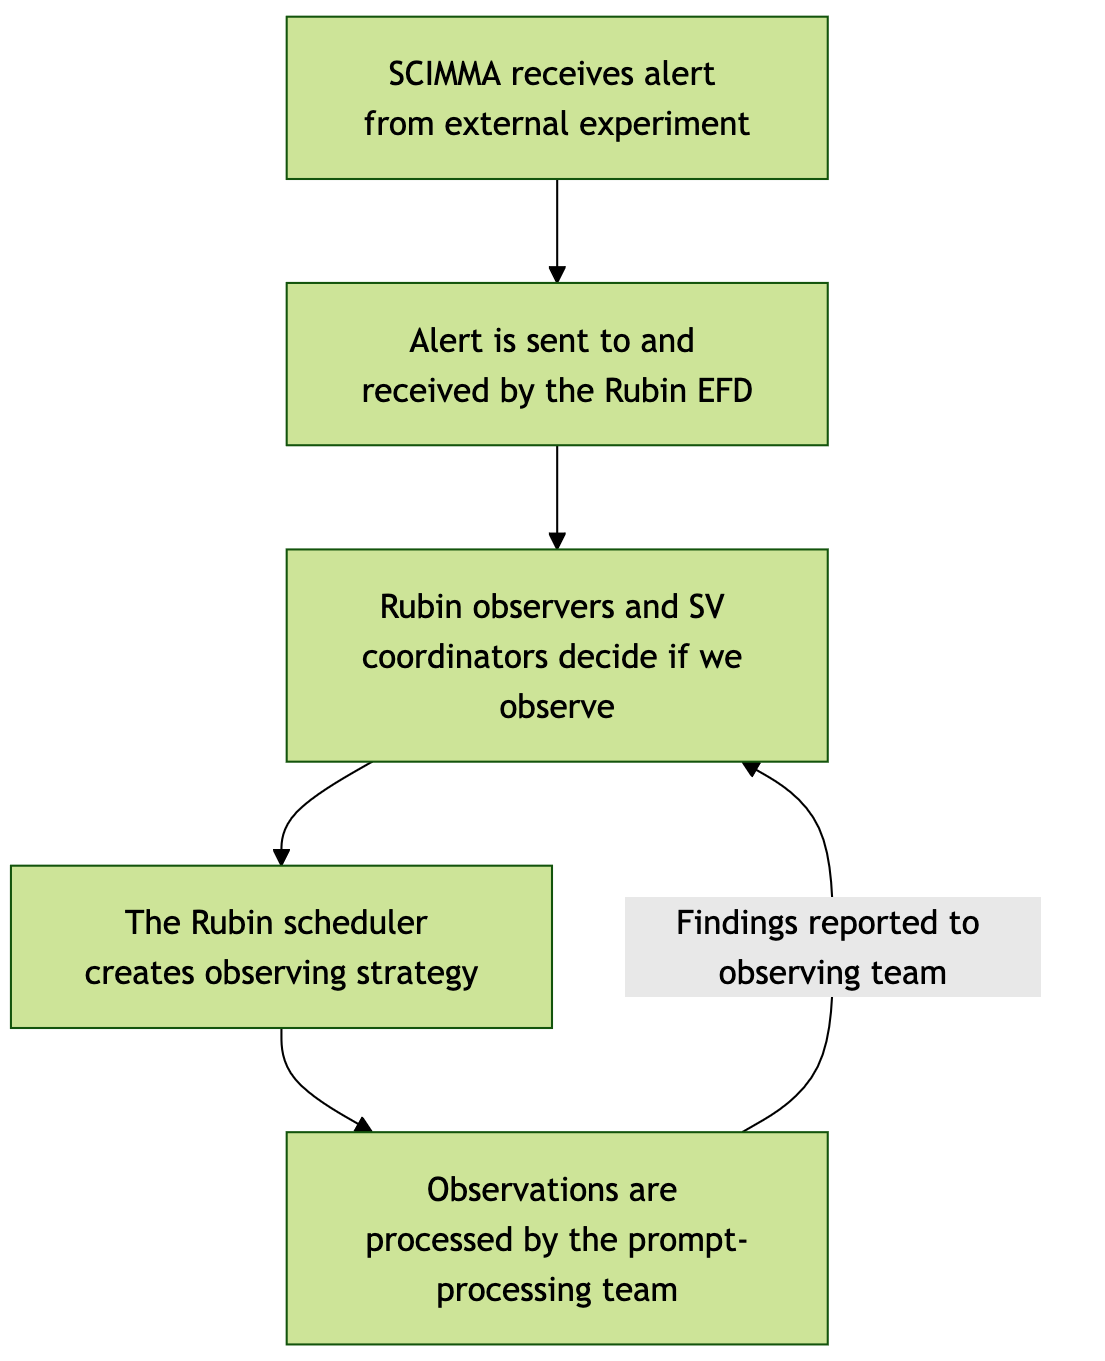 SCIMMA receives alert
from external experiment
Alert is sent to and
received by the Rubin EFD
Rubin observers and SV
coordinators decide if we
observe
The Rubin scheduler
creates observing strategy
Findings reported to
observing team
Observations are
processed by the prompt-
processing team